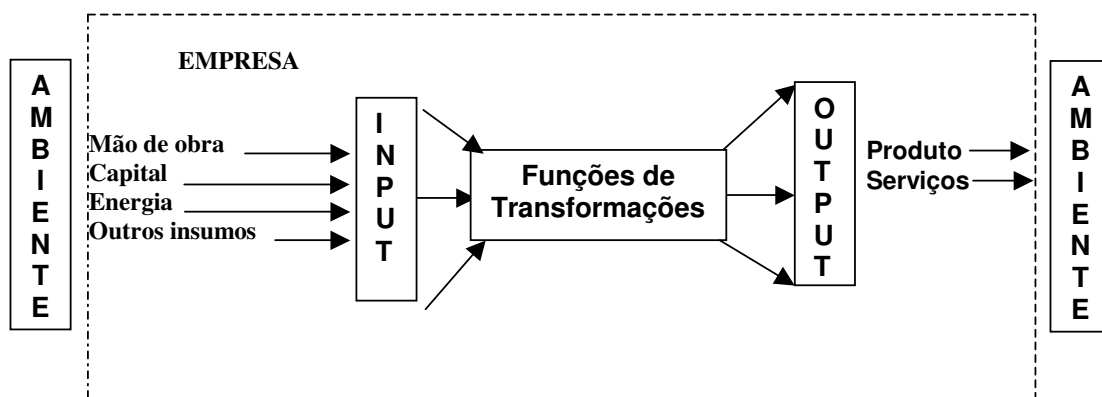 AMBIENTE
EMPRESA
Mão de obra
Capital
Energia
Outros insumos
INPUT
Funções de
Transformações
OUTPUT
Produto
Serviços
AMBIENTE